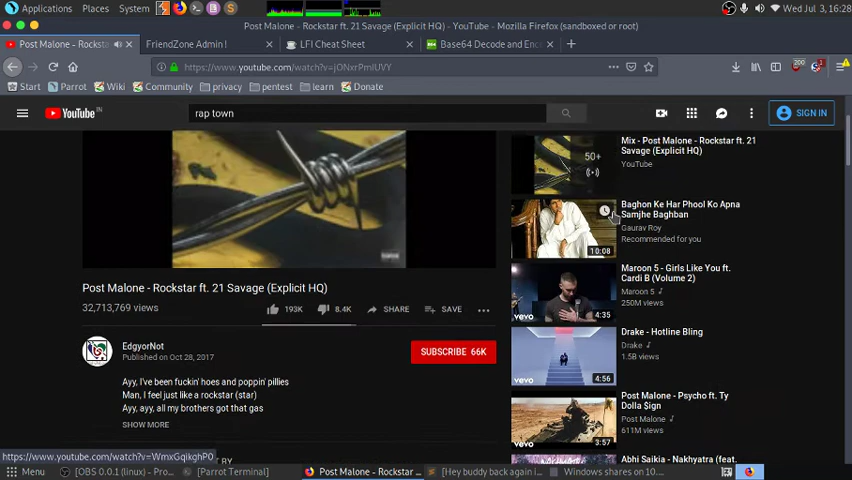 Applications Places System Wed Jul 3, 16:28
Post Malone - Rockstar ft. 21 Savage (Explicit HQ) - YouTube - Mozilla Firefox (sandboxed or root)
Post Malone - Rocksta FriendZone Admin ! LFI Cheat Sheet Base64 Decode and Enc
https://www.youtube.com/watch?v=jONxrPmlUVY 200
Start Parrot Wiki Community privacy pentest learn Donate
YouTube IN rap town SIGN IN
50+
Mix - Post Malone - Rockstar ft. 21
Savage (Explicit HQ)
YouTube
Baghon Ke Har Phool Ko Apna
Samjhe Baghban
Gaurav Roy
Recommended for you
10:08
Maroon 5 - Girls Like You ft.
Cardi B (Volume 2)
Maroon 5
250M views
vevo 4:35
Drake - Hotline Bling
Drake
1.5B views
vevo 4:56
Post Malone - Psycho ft. Ty
Dolla $ign
Post Malone
611M views
vevo 3:57
Abhi Saikia - Nakhyatra (feat.
Post Malone - Rockstar ft. 21 Savage (Explicit HQ)
32,713,769 views 193K 8.4K SHARE SAVE
EdgyorNot
Published on Oct 28, 2017
SUBSCRIBE 66K
Ayy, I've been fuckin' hoes and poppin' pillies
Man, I feel just like a rockstar (star)
Ayy, ayy, all my brothers got that gas
SHOW MORE
https://www.youtube.com/watch?v=WmxGqikghP0
Menu [OBS 0.0.1 (linux) - Pro... [Parrot Terminal] Post Malone - Rockstar ... [Hey buddy back again i... Windows shares on 10....